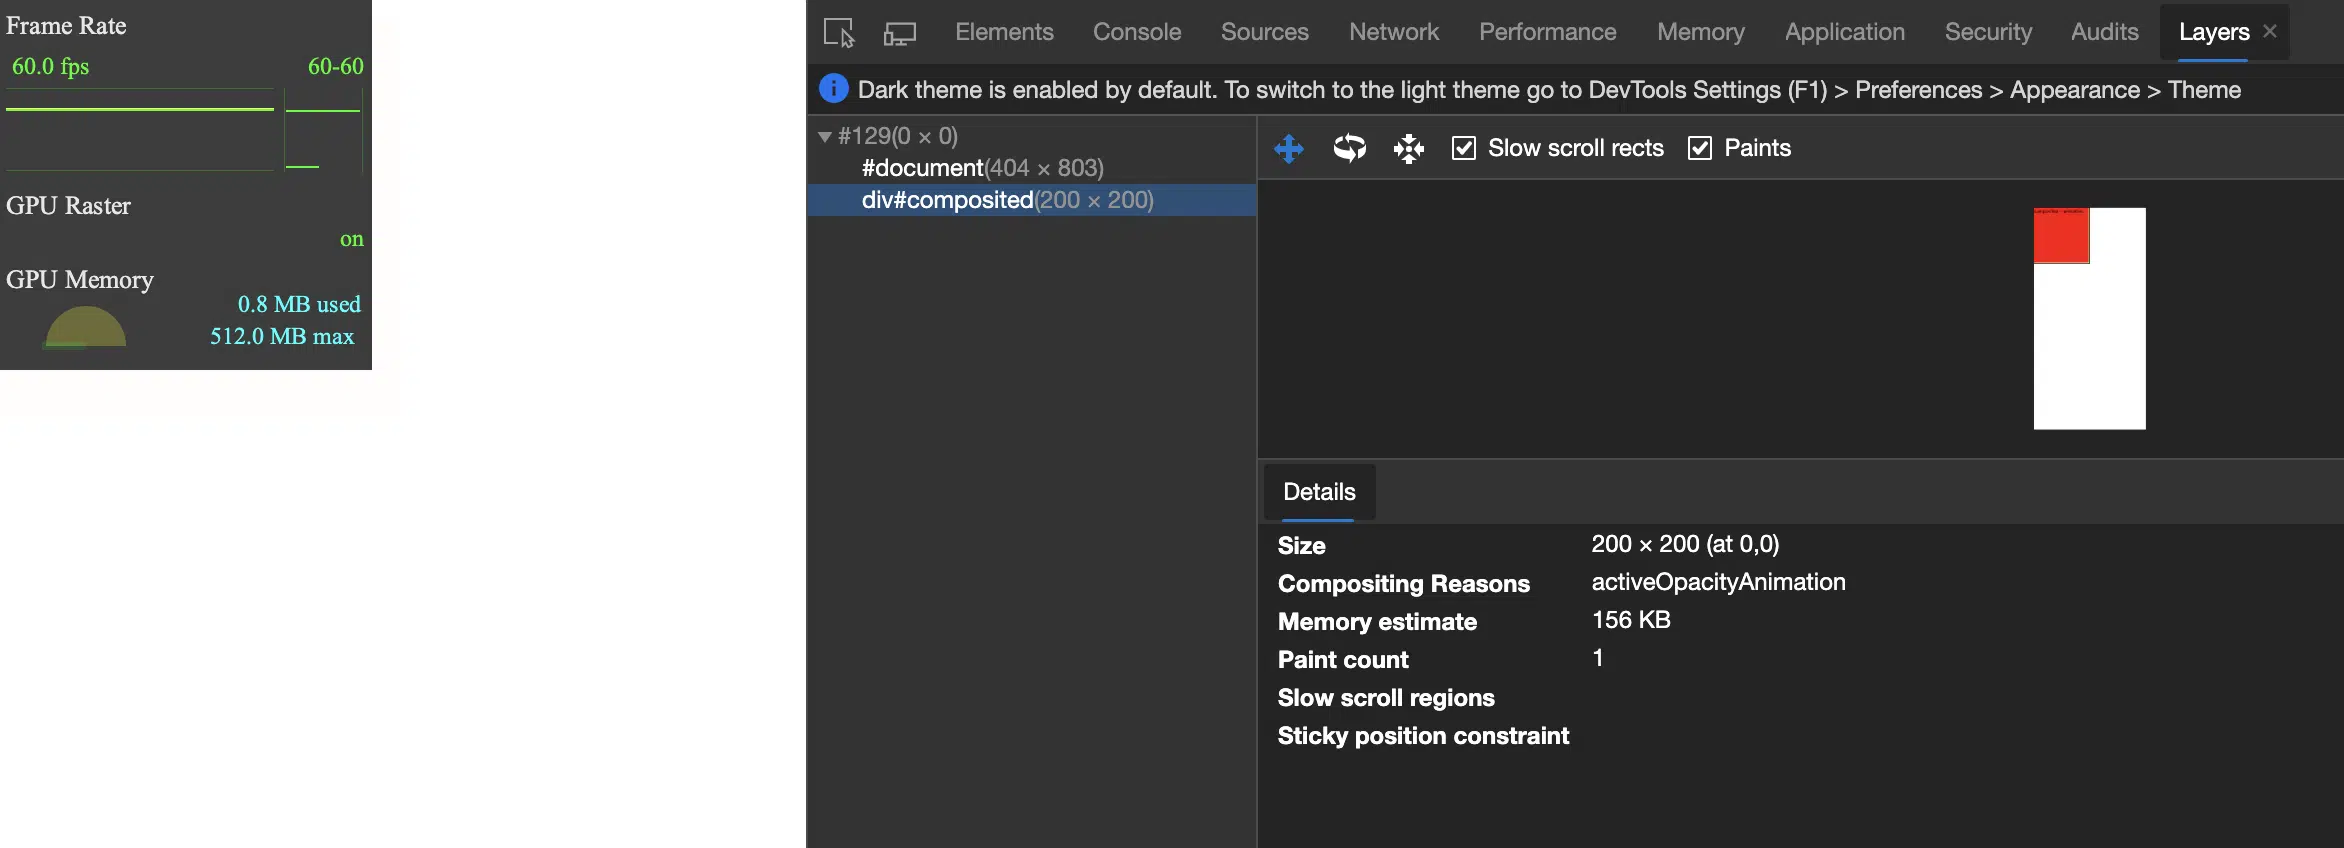 Frame Rate
60.0 fps 60-60
GPU Raster
on
GPU Memory
0.8 MB used
512.0 MB max
Elements Console Sources Network Performance Memory Application Security Audits Layers ×
Dark theme is enabled by default. To switch to the light theme go to DevTools Settings (F1) > Preferences > Appearance > Theme
#129(0 × 0)
#document(404 × 803)
div#composited(200 × 200)
Slow scroll rects Paints
Details
Size 200 × 200 (at 0,0)
Compositing Reasons activeOpacityAnimation
Memory estimate 156 KB
Paint count 1
Slow scroll regions
Sticky position constraint